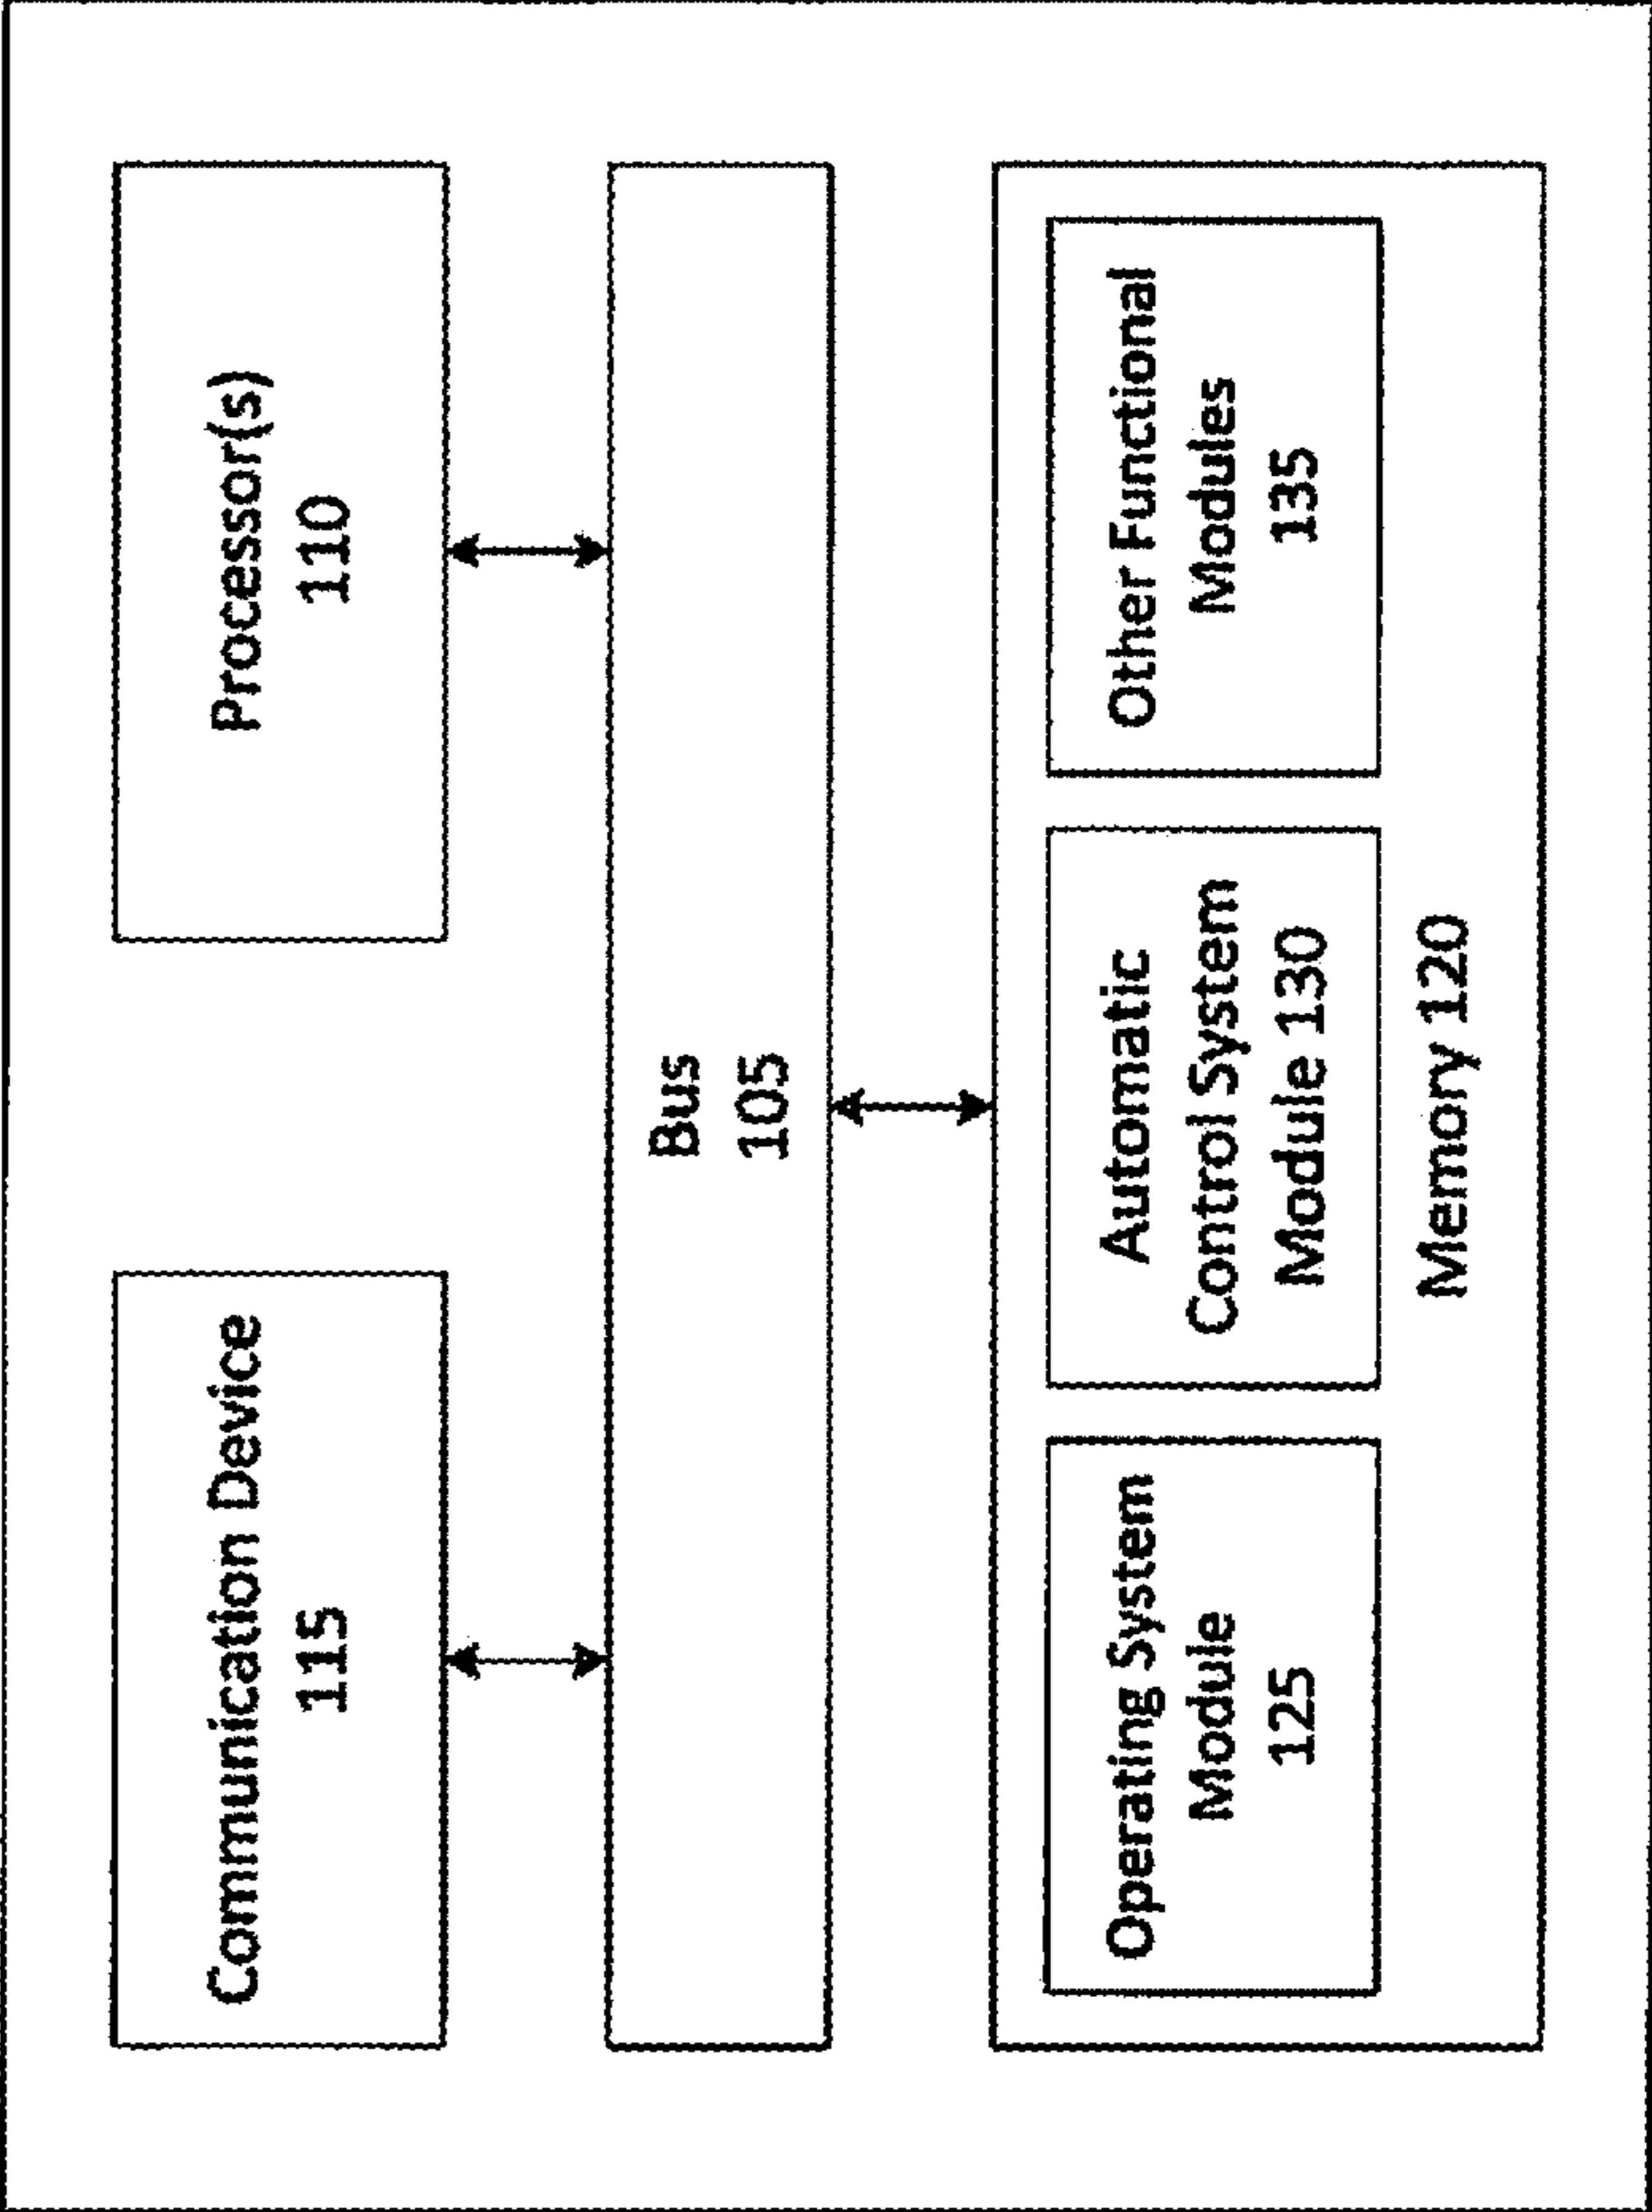 Communication Device
115
Processor(s)
110
Bus
105
Operating System
Module
125
Automatic
Control System
Module 130
Other Functional
Modules
135
Memory 120